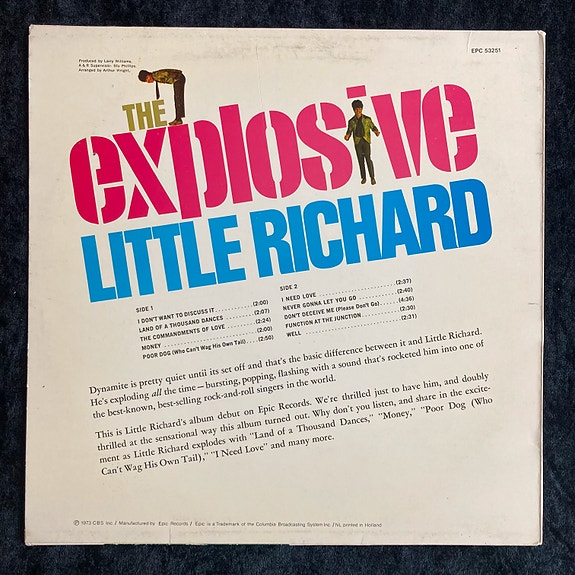 Produced by Larry Williams.
A & R Supervision: Stu Phillips.
Arranged by Arthur Wright.
EPC 53251
THE
explosive
LITTLE RICHARD
SIDE 1
I DON'T WANT TO DISCUSS IT . . . . . . . . . . . (2:00)
LAND OF A THOUSAND DANCES . . . . . . . . (2:07)
THE COMMANDMENTS OF LOVE . . . . . . . . (2:24)
MONEY . . . . . . . . . . . . . . . . . . . . . . . . (2:00)
POOR DOG (Who Can't Wag His Own Tail) . . . . (2:50)
SIDE 2
I NEED LOVE . . . . . . . . . . . . . . . . . . . . (2:37)
NEVER GONNA LET YOU GO . . . . . . . . . . (2:40)
DON'T DECEIVE ME (Please Don't Go) . . . . . (4:36)
FUNCTION AT THE JUNCTION . . . . . . . . . . (2:30)
WELL . . . . . . . . . . . . . . . . . . . . . . . . (2:31)
Dynamite is pretty quiet until its set off and that's the basic difference between it and Little Richard.
He's exploding all the time—bursting, popping, flashing with a sound that's rocketed him into one of
the best-known, best-selling rock-and-roll singers in the world.
This is Little Richard's album debut on Epic Records. We're thrilled just to have him, and doubly
thrilled at the sensational way this album turned out. Why don't you listen, and share in the excite-
ment as Little Richard explodes with "Land of a Thousand Dances," "Money," "Poor Dog (Who
Can't Wag His Own Tail)," "I Need Love" and many more.
℗ 1973 CBS Inc. / Manufactured by Epic Records / Epic is a Trademark of the Columbia Broadcasting System Inc. / NL printed in Holland